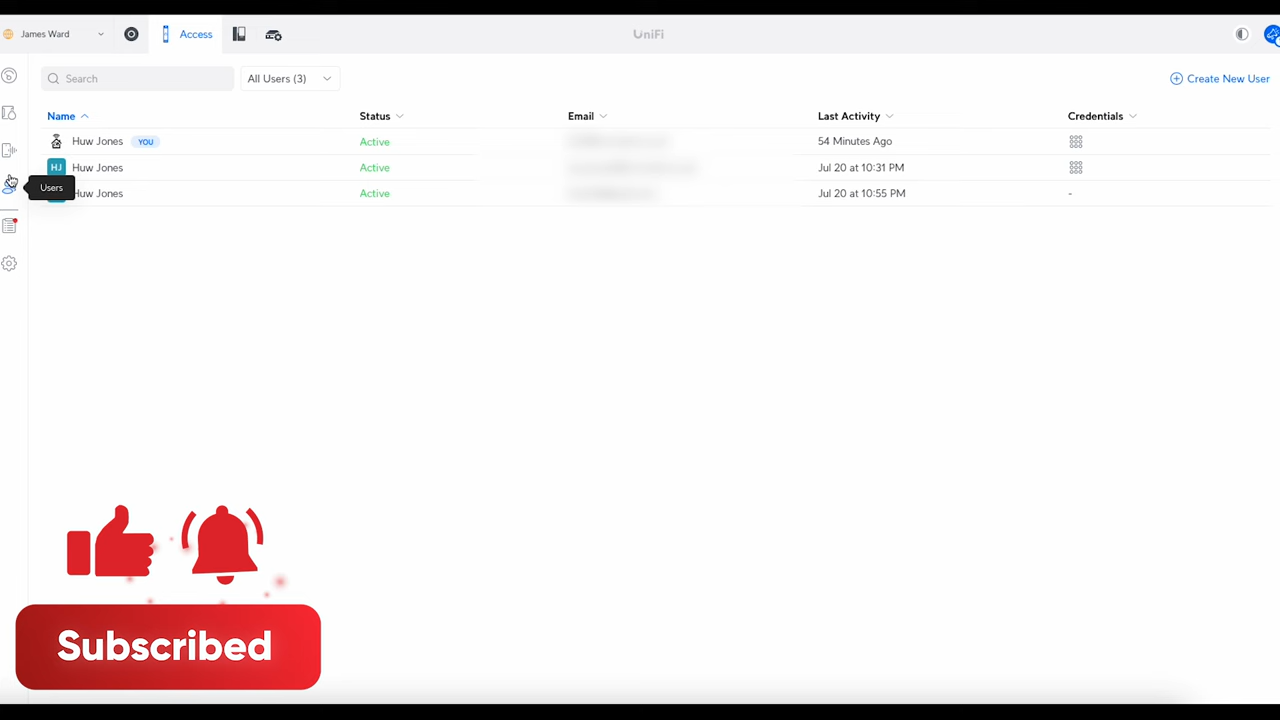 James Ward
Access
UniFi
Search
All Users (3)
Create New User
Name
Status
Email
Last Activity
Credentials
Huw Jones YOU
Active
54 Minutes Ago
HJ Huw Jones
Active
Jul 20 at 10:31 PM
Users
Huw Jones
Active
Jul 20 at 10:55 PM
-
Subscribed